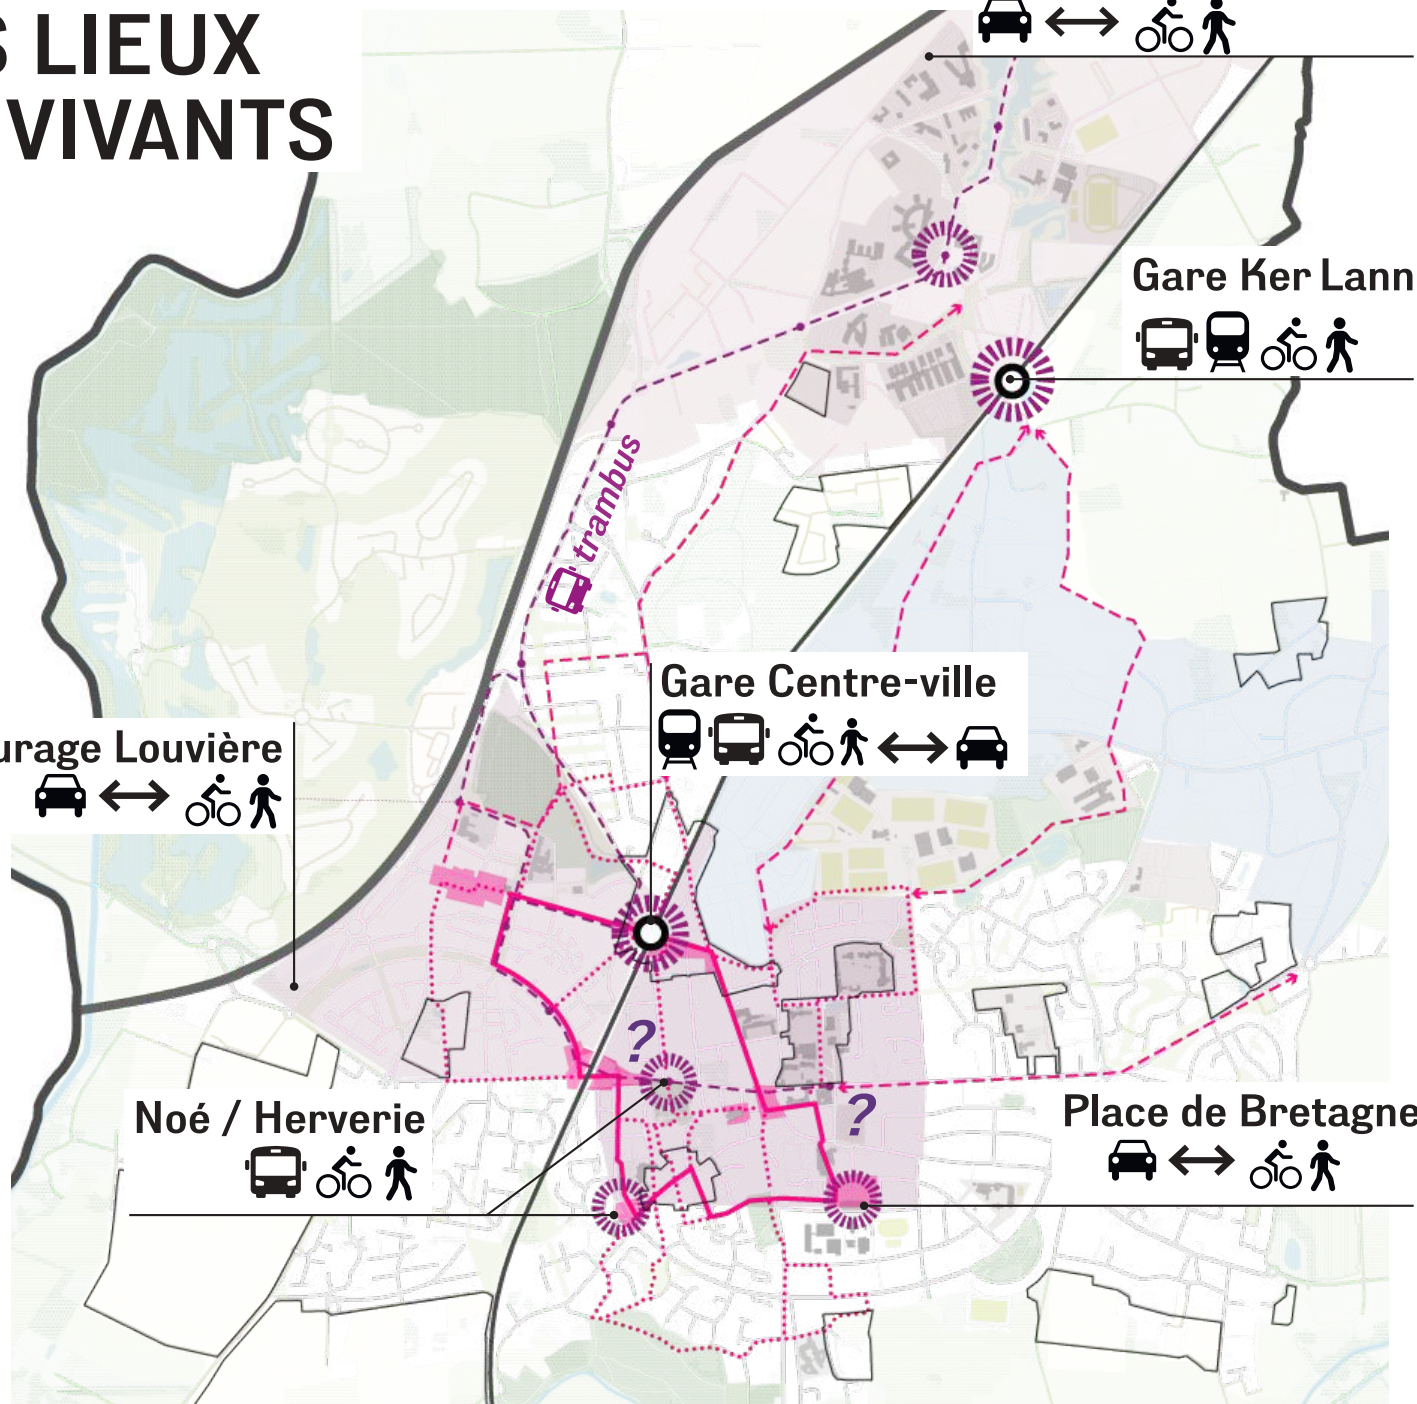 S LIEUX
VIVANTS
Gare Ker Lann
trambus
Gare Centre-ville
urage Louvière
?
?
Noé / Herverie
Place de Bretagne